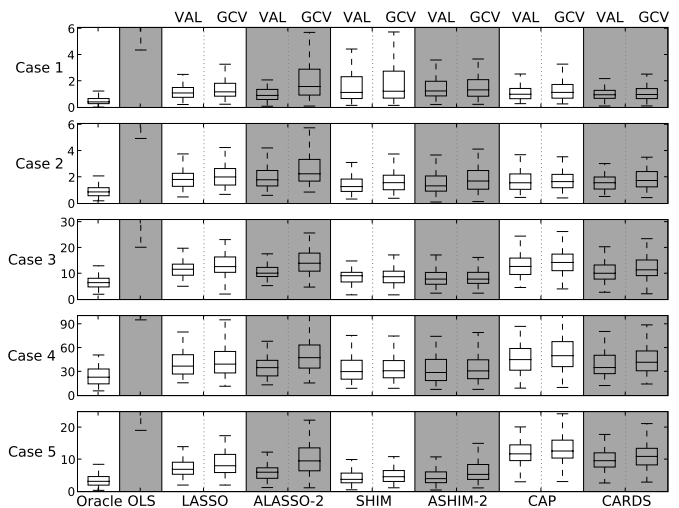 VAL GCV VAL GCV VAL GCV VAL GCV VAL GCV VAL GCV
6
4
Case 1
2
0
6
4
Case 2
2
0
30
20
Case 3
10
0
90
60
Case 4
30
0
20
Case 5
10
0
Oracle OLS LASSO ALASSO-2 SHIM ASHIM-2 CAP CARDS